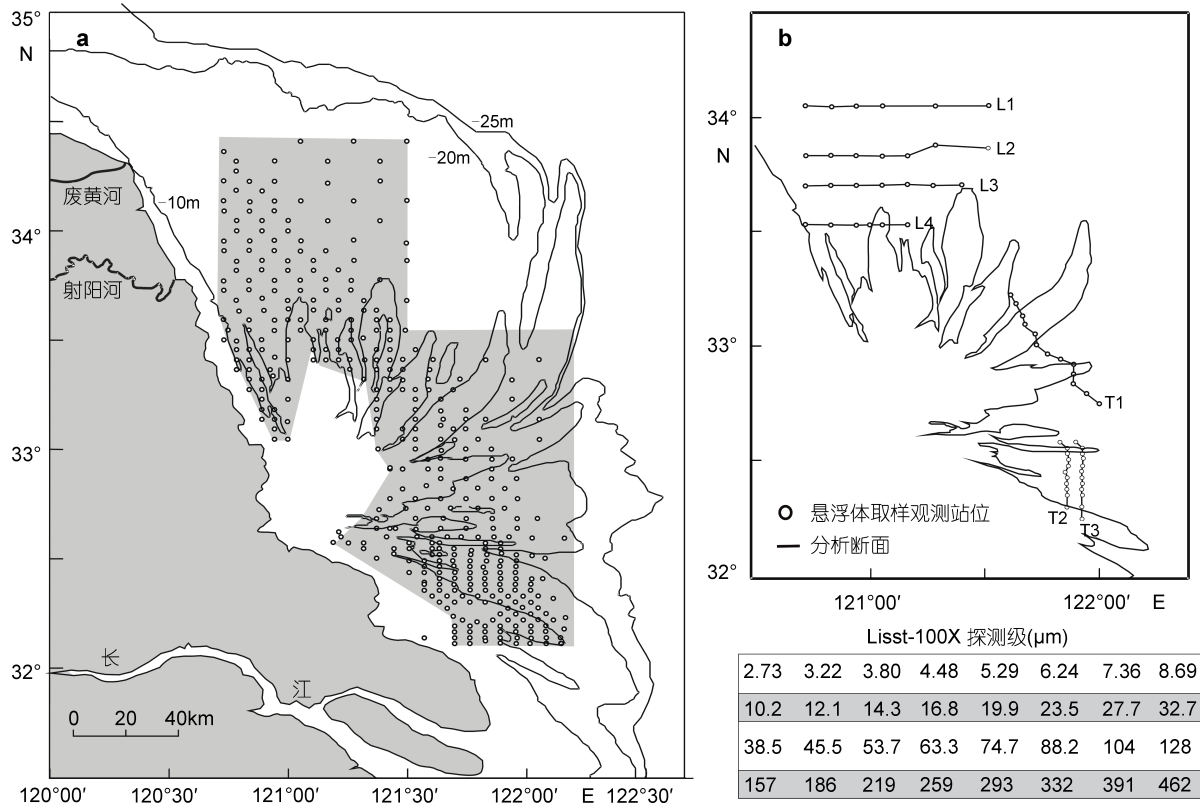 35°
N
a
−25m
−20m
−10m
废黄河
34°
射阳河
33°
32°
长
江
0 20 40km
120°00′ 120°30′ 121°00′ 121°30′ 122°00′ E 122°30′
b
34°
N
L1
L2
L3
L4
33°
T1
悬浮体取样观测站位
T2
T3
分析断面
32°
121°00′ 122°00′ E
Lisst-100X 探测级(μm)
2.73 3.22 3.80 4.48 5.29 6.24 7.36 8.69
10.2 12.1 14.3 16.8 19.9 23.5 27.7 32.7
38.5 45.5 53.7 63.3 74.7 88.2 104 128
157 186 219 259 293 332 391 462